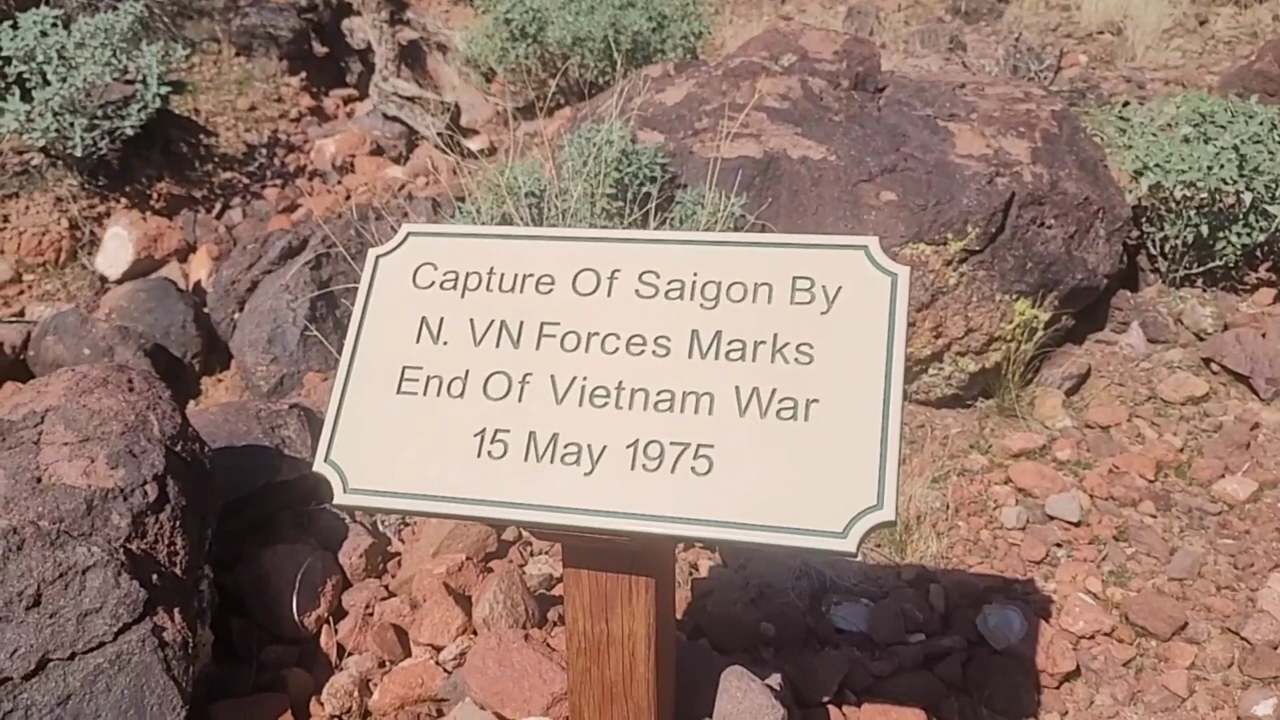 Capture Of Saigon By
N. VN Forces Marks
End Of Vietnam War
15 May 1975